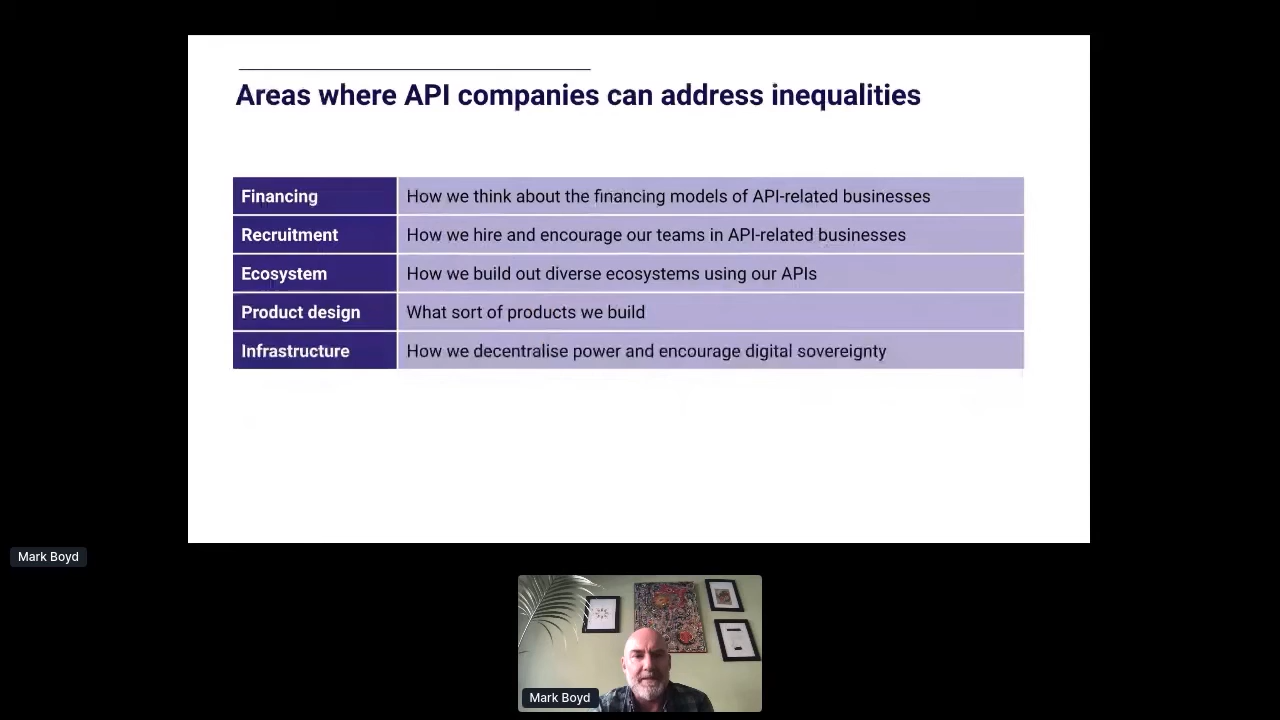 Areas where API companies can address inequalities
Financing How we think about the financing models of API-related businesses
Recruitment How we hire and encourage our teams in API-related businesses
Ecosystem How we build out diverse ecosystems using our APIs
Product design What sort of products we build
Infrastructure How we decentralise power and encourage digital sovereignty
Mark Boyd
Mark Boyd